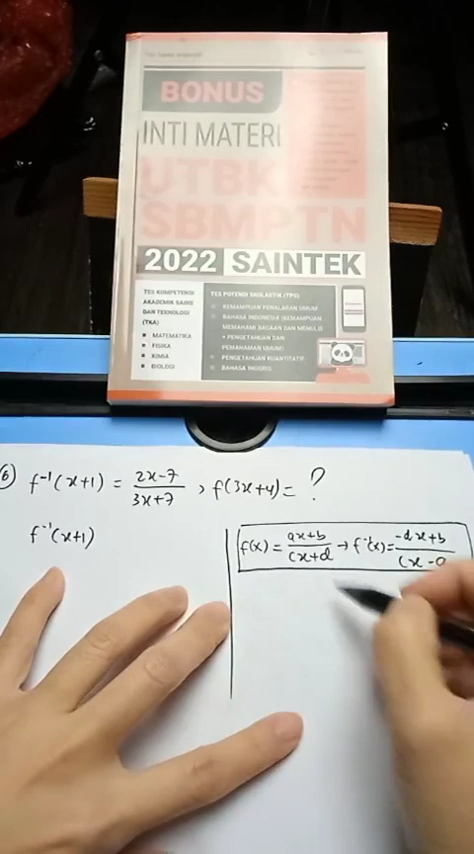 BONUS
INTI MATERI
UTBK
SBMPTN
2022 SAINTEK
TES KOMPETENSI
AKADEMIK SAINS
DAN TEKNOLOGI
(TKA)
MATEMATIKA
FISIKA
KIMIA
BIOLOGI
TES POTENSI SKOLASTIK (TPS)
KEMAMPUAN PENALARAN UMUM
BAHASA INDONESIA (KEMAMPUAN
MEMAHAMI BACAAN DAN MENULIS
+ PENGETAHUAN DAN
PEMAHAMAN UMUM)
PENGETAHUAN KUANTITATIF
BAHASA INGGRIS
6) f⁻¹(x+1) = (2x-7)/(3x+7) , f(3x+4) = ?
f⁻¹(x+1)
f(x) = (ax+b)/(cx+d) → f⁻¹(x) = (-dx+b)/(cx-a